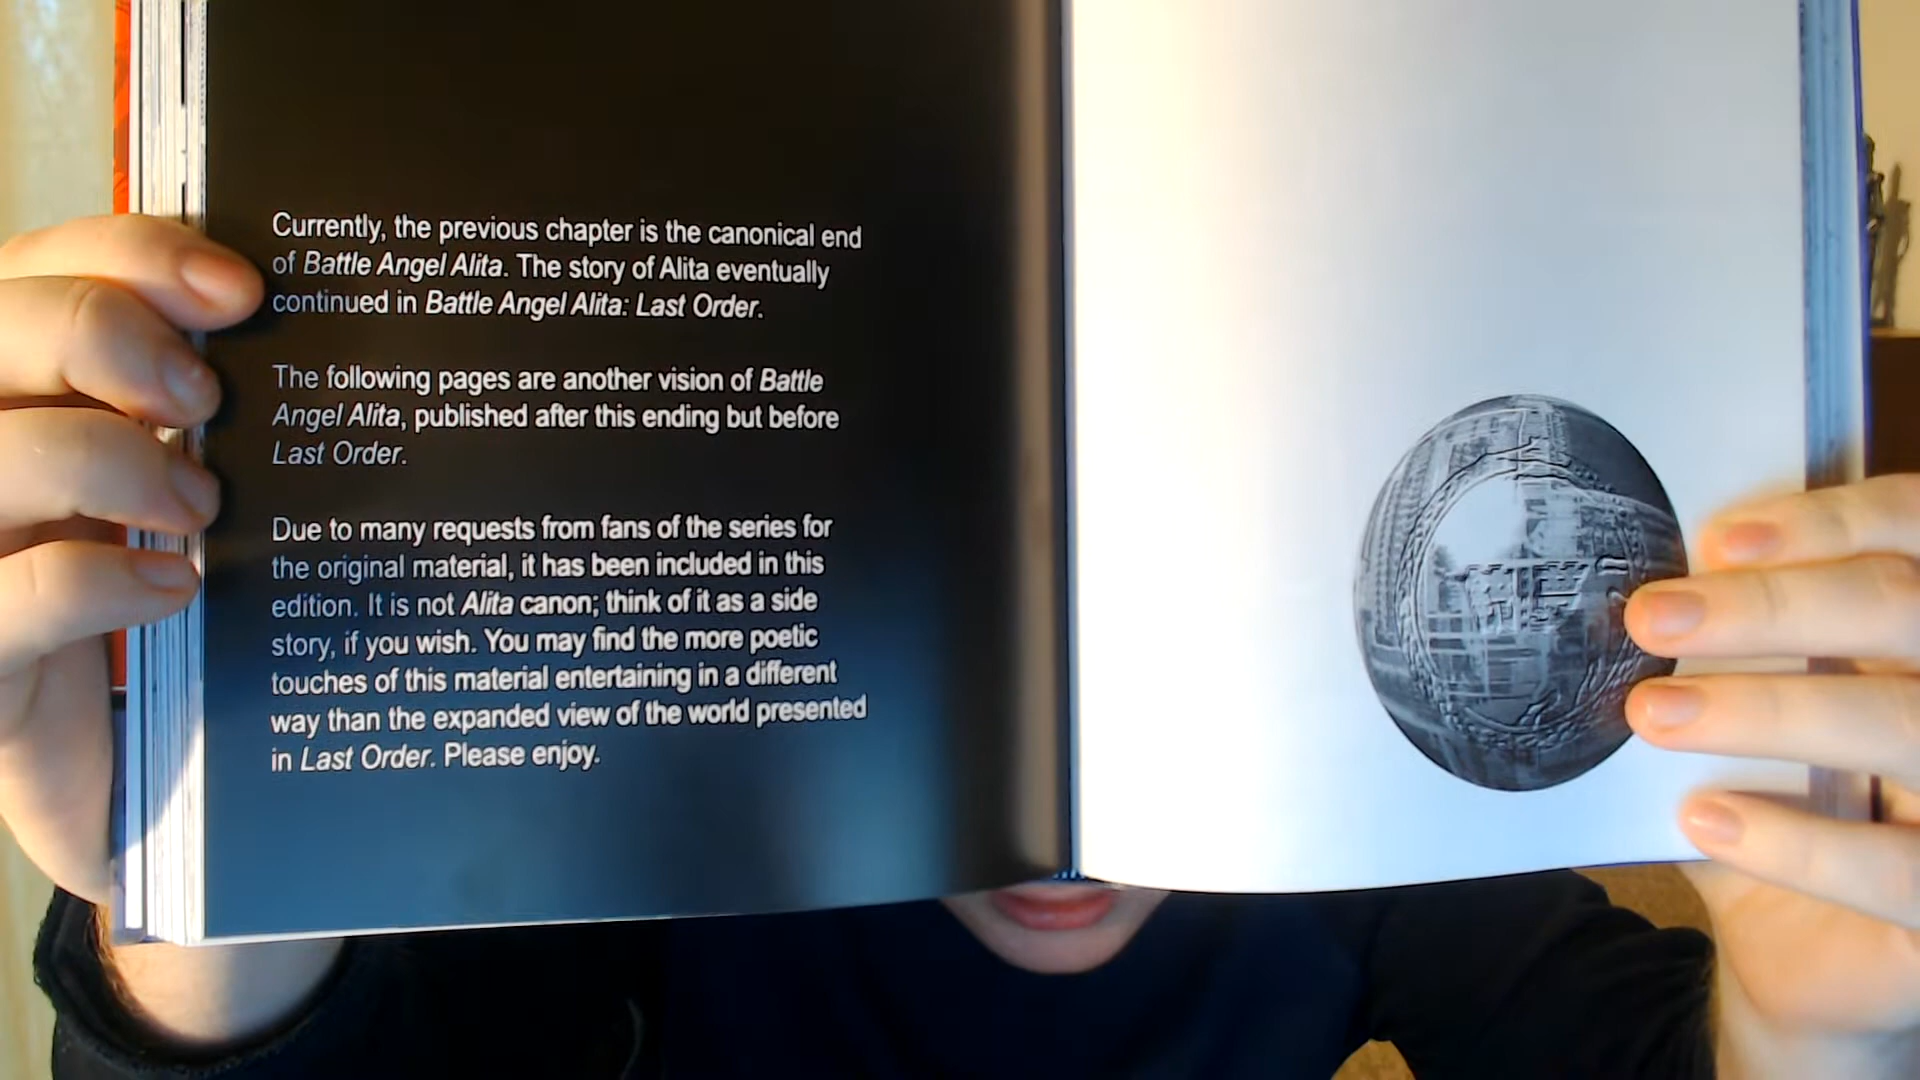 Currently, the previous chapter is the canonical end
of Battle Angel Alita. The story of Alita eventually
continued in Battle Angel Alita: Last Order.
The following pages are another vision of Battle
Angel Alita, published after this ending but before
Last Order.
Due to many requests from fans of the series for
the original material, it has been included in this
edition. It is not Alita canon; think of it as a side
story, if you wish. You may find the more poetic
touches of this material entertaining in a different
way than the expanded view of the world presented
in Last Order. Please enjoy.